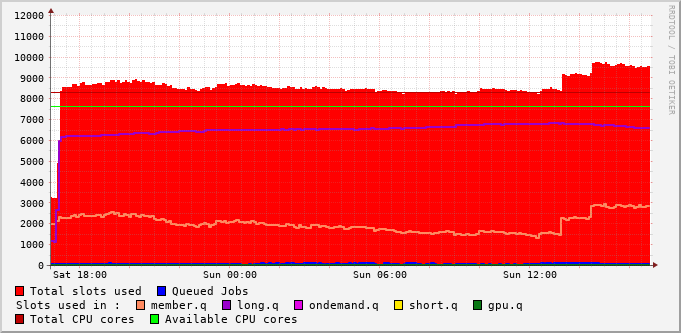 RRDTOOL / TOBI OETIKER
12000
11000
10000
9000
8000
7000
6000
5000
4000
3000
2000
1000
0
Sat 18:00 Sun 00:00 Sun 06:00 Sun 12:00
Total slots used Queued Jobs
Slots used in : member.q long.q ondemand.q short.q gpu.q
Total CPU cores Available CPU cores